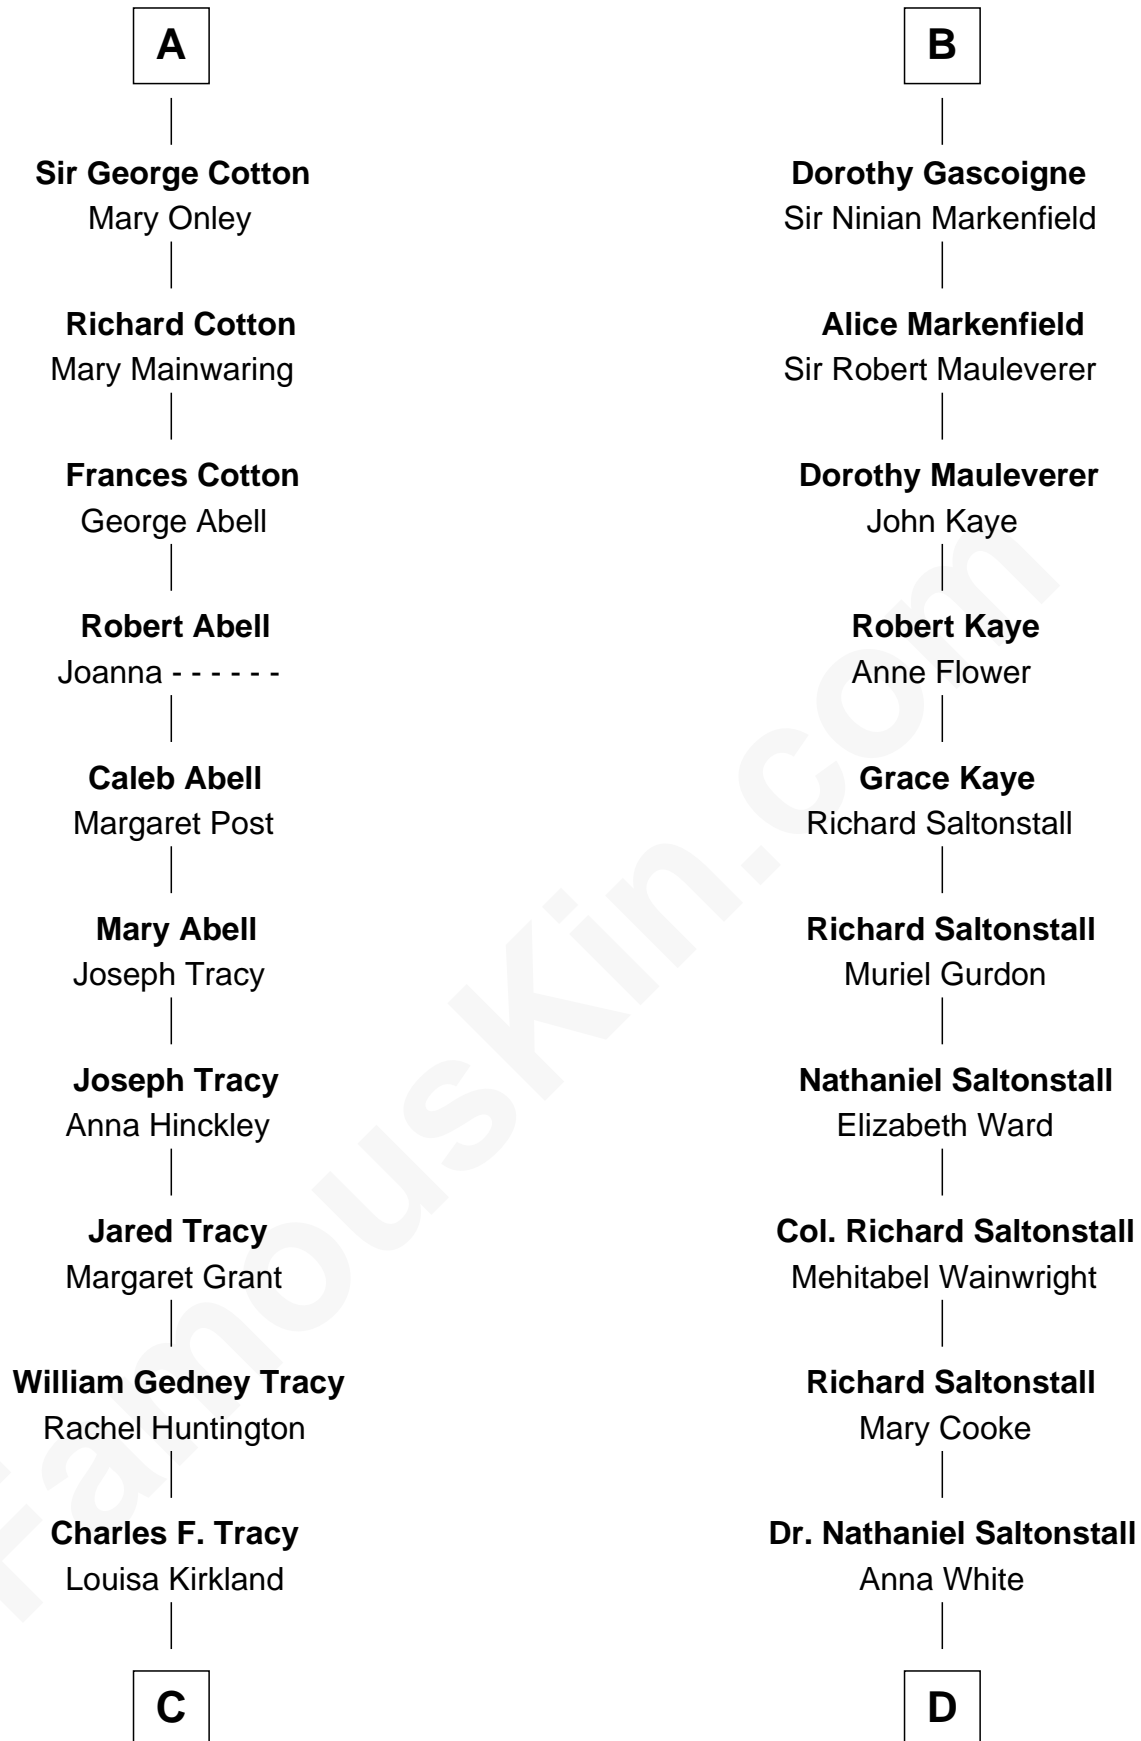 A
Sir George Cotton
Mary Onley
Richard Cotton
Mary Mainwaring
Frances Cotton
George Abell
Robert Abell
Joanna - - - - - -
Caleb Abell
Margaret Post
Mary Abell
Joseph Tracy
Joseph Tracy
Anna Hinckley
Jared Tracy
Margaret Grant
William Gedney Tracy
Rachel Huntington
Charles F. Tracy
Louisa Kirkland
C
B
Dorothy Gascoigne
Sir Ninian Markenfield
Alice Markenfield
Sir Robert Mauleverer
Dorothy Mauleverer
John Kaye
Robert Kaye
Anne Flower
Grace Kaye
Richard Saltonstall
Richard Saltonstall
Muriel Gurdon
Nathaniel Saltonstall
Elizabeth Ward
Col. Richard Saltonstall
Mehitabel Wainwright
Richard Saltonstall
Mary Cooke
Dr. Nathaniel Saltonstall
Anna White
D
FamousKin.com